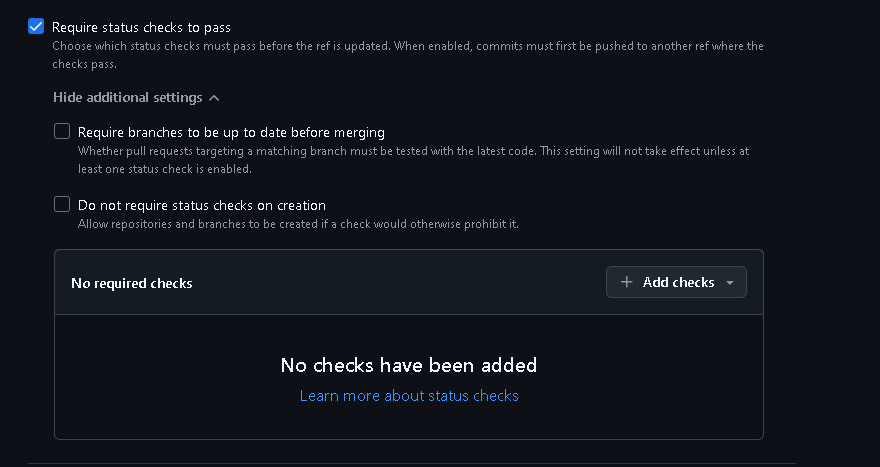 Require status checks to pass
Choose which status checks must pass before the ref is updated. When enabled, commits must first be pushed to another ref where the
checks pass.
Hide additional settings
Require branches to be up to date before merging
Whether pull requests targeting a matching branch must be tested with the latest code. This setting will not take effect unless at
least one status check is enabled.
Do not require status checks on creation
Allow repositories and branches to be created if a check would otherwise prohibit it.
No required checks
Add checks
No checks have been added
Learn more about status checks